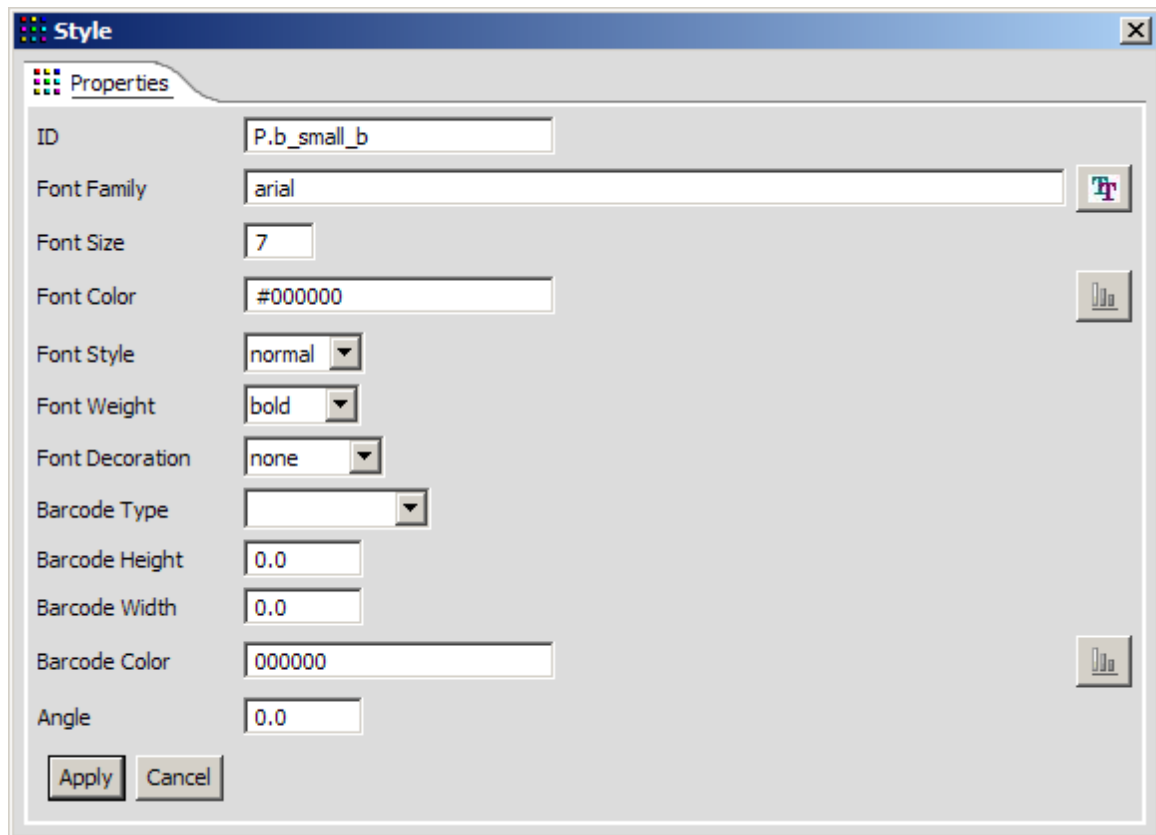 Style
Properties
ID P.b_small_b
Font Family arial
Font Size 7
Font Color #000000
Font Style normal
Font Weight bold
Font Decoration none
Barcode Type
Barcode Height 0.0
Barcode Width 0.0
Barcode Color 000000
Angle 0.0
Apply Cancel